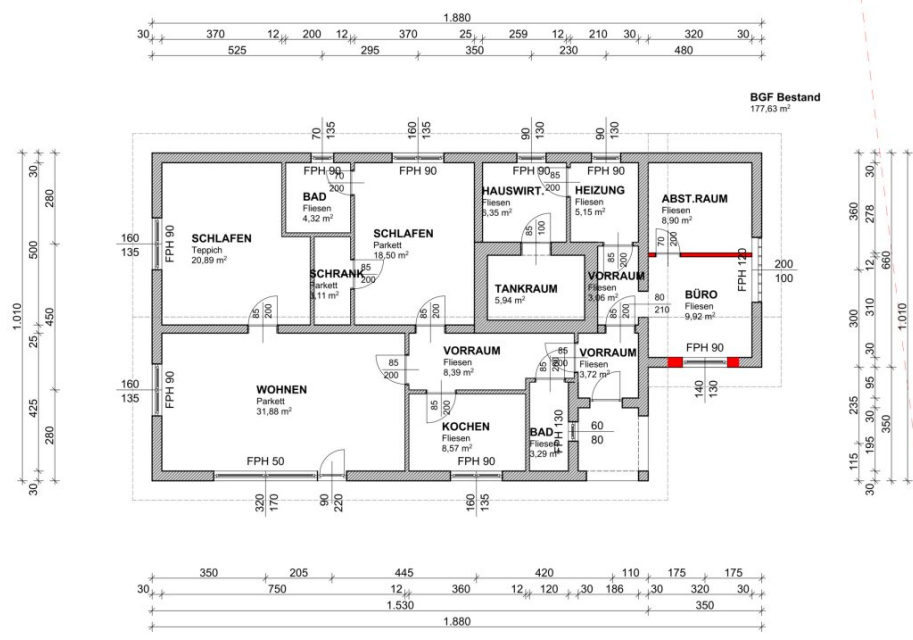 1.880
30 370 12 200 12 370 25 259 12 210 30 320 30
525 295 350 230 480
BGF Bestand
177,63 m²
70
135
160
135
90
130
90
130
FPH 90
FPH 90
FPH 90
FPH 90
70
200
85
200
BAD
Fliesen
4,32 m²
HAUSWIRT.
Fliesen
5,35 m²
HEIZUNG
Fliesen
5,15 m²
ABST.RAUM
Fliesen
8,90 m²
SCHLAFEN
Teppich
20,89 m²
SCHLAFEN
Parkett
18,50 m²
160
135
FPH 90
85
100
85
200
70
200
FPH 120
200
100
SCHRANK
Parkett
3,11 m²
85
200
TANKRAUM
5,94 m²
VORRAUM
Fliesen
3,06 m²
BÜRO
Fliesen
9,92 m²
80
210
85
200
85
200
85
200
FPH 90
VORRAUM
Fliesen
8,39 m²
VORRAUM
Fliesen
3,72 m²
85
200
85
140
130
160
135
FPH 90
WOHNEN
Parkett
31,88 m²
85
200
KOCHEN
Fliesen
8,57 m²
BAD
Fliesen
3,29 m²
FPH 130
60
80
FPH 50
FPH 90
320
170
90
220
160
135
1.010
30
280
500
450
25
425
280
30
360
300
235
115
30
278
12
310
30
95
30
195
30
660
350
1.010
350 205 445 420 110 175 175
30 750 12 360 12 120 30 186 30 320 30
1.530 350
1.880